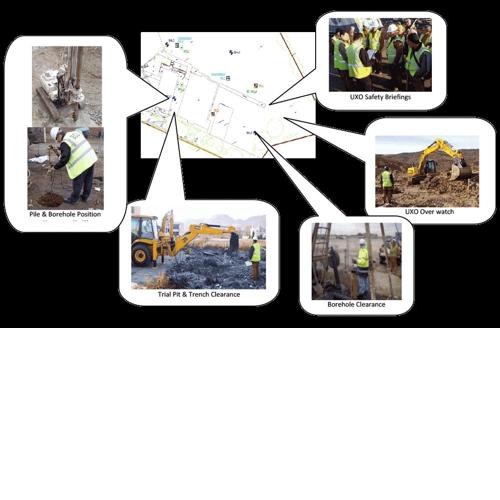 UXO Safety Briefings
Pile & Borehole Position
UXO Over watch
Trial Pit & Trench Clearance
Borehole Clearance